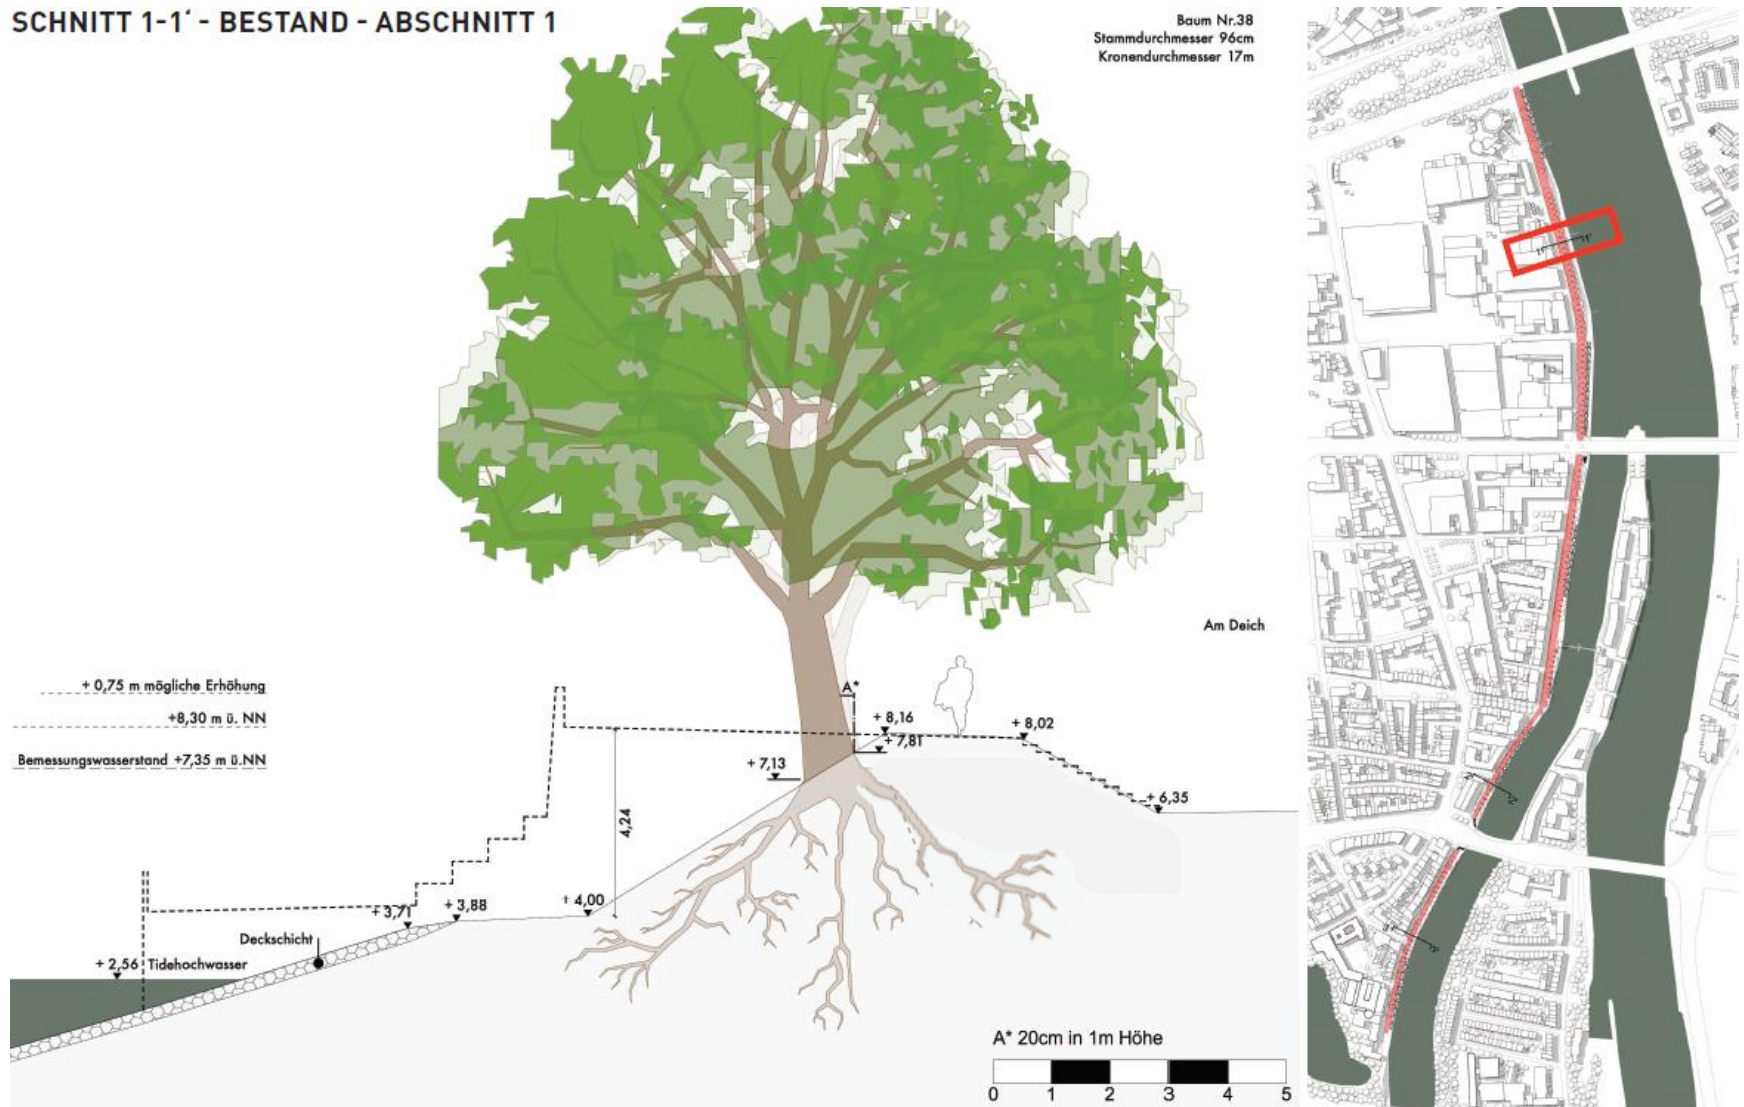 SCHNITT 1-1' - BESTAND - ABSCHNITT 1
Baum Nr.38
Stammdurchmesser 96cm
Kronendurchmesser 17m
Am Deich
+ 0,75 m mögliche Erhöhung
+8,30 m ü. NN
Bemessungswasserstand +7,35 m ü.NN
A*
+ 8,16
+ 8,02
+ 7,81
+ 7,13
+ 6,35
4,24
+ 4,00
+ 3,88
+ 3,71
Deckschicht
+ 2,56 Tidehochwasser
A* 20cm in 1m Höhe
0 1 2 3 4 5